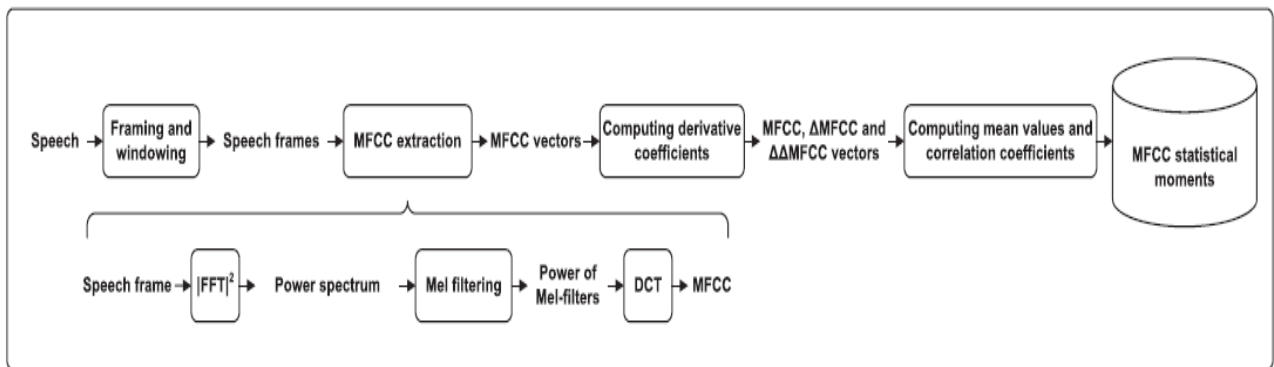 Speech
Framing and
windowing
Speech frames
MFCC extraction
MFCC vectors
Computing derivative
coefficients
MFCC, ΔMFCC and
ΔΔMFCC vectors
Computing mean values and
correlation coefficients
MFCC statistical
moments
Speech frame
|FFT|²
Power spectrum
Mel filtering
Power of
Mel-filters
DCT
MFCC